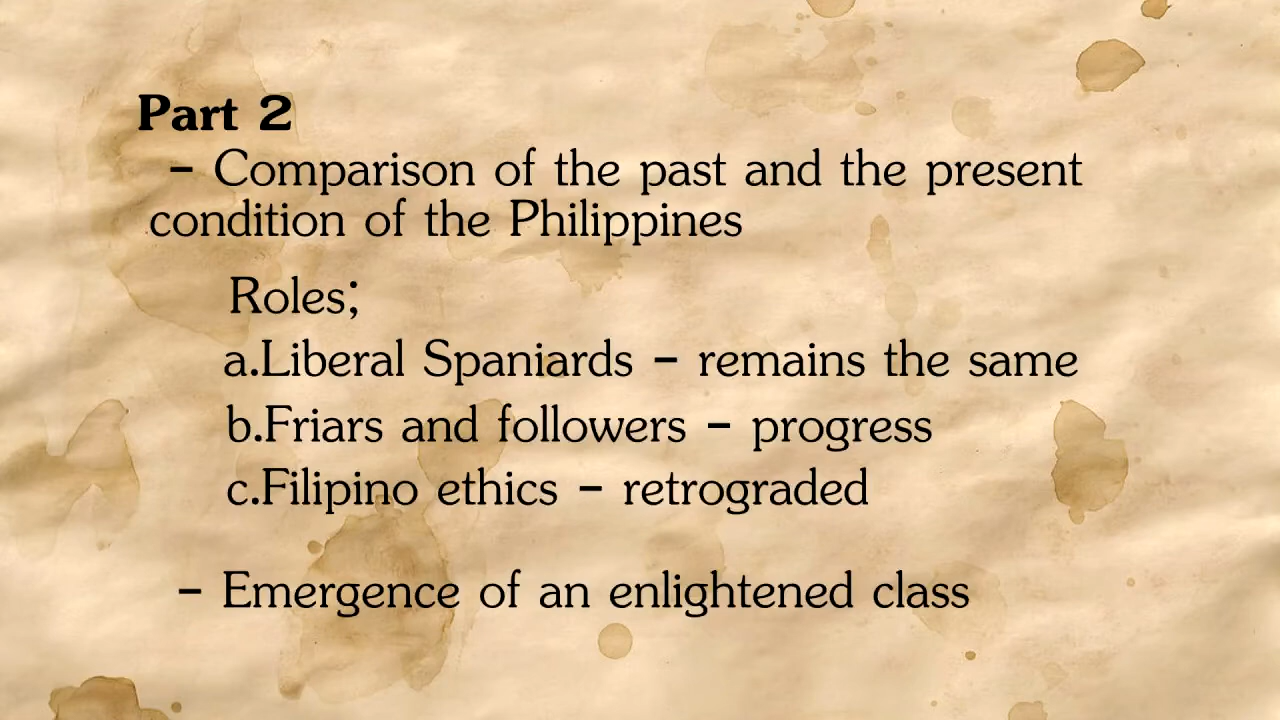 Part 2
– Comparison of the past and the present
condition of the Philippines
Roles;
a.Liberal Spaniards – remains the same
b.Friars and followers – progress
c.Filipino ethics – retrograded
– Emergence of an enlightened class